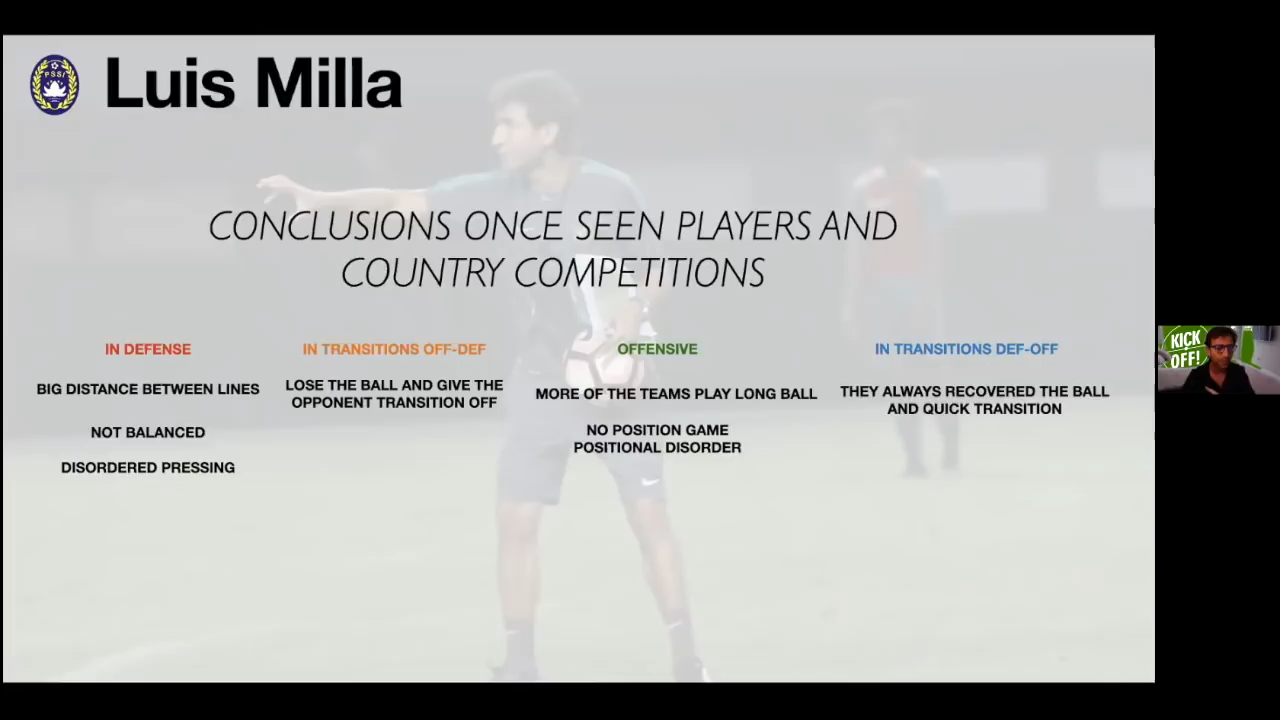 PSSI
Luis Milla
CONCLUSIONS ONCE SEEN PLAYERS AND
COUNTRY COMPETITIONS
IN DEFENSE
BIG DISTANCE BETWEEN LINES
NOT BALANCED
DISORDERED PRESSING
IN TRANSITIONS OFF-DEF
LOSE THE BALL AND GIVE THE
OPPONENT TRANSITION OFF
OFFENSIVE
MORE OF THE TEAMS PLAY LONG BALL
NO POSITION GAME
POSITIONAL DISORDER
IN TRANSITIONS DEF-OFF
THEY ALWAYS RECOVERED THE BALL
AND QUICK TRANSITION
KICK
OFF!